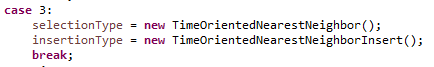 case 3:
    selectionType = new TimeOrientedNearestNeighbor();
    insertionType = new TimeOrientedNearestNeighborInsert();
    break;